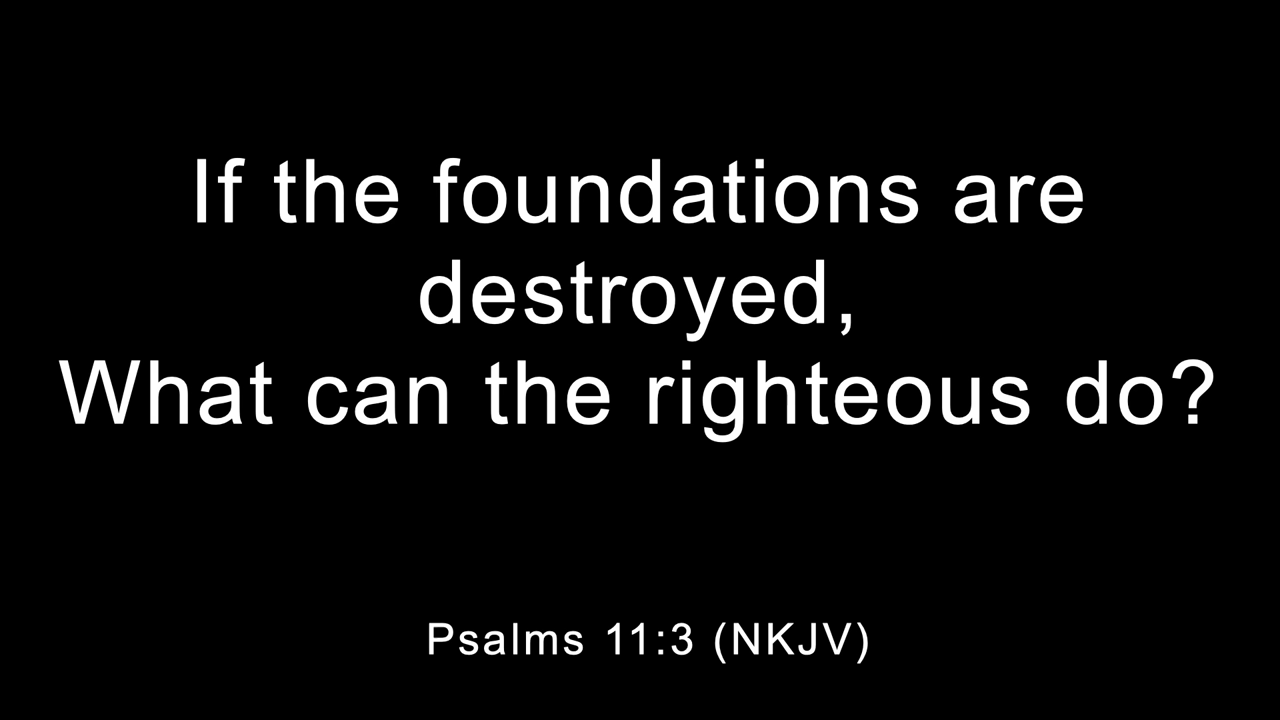 If the foundations are
destroyed,
What can the righteous do?
Psalms 11:3 (NKJV)